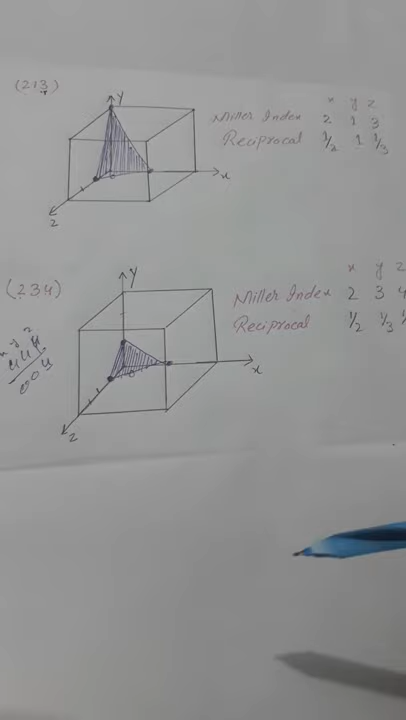 (213)
Y
x y z
Miller Index 2 1 3
Reciprocal 1/2 1 1/3
x
z
(234)
Y
x y z
Miller Index 2 3 4
Reciprocal 1/2 1/3
x
z